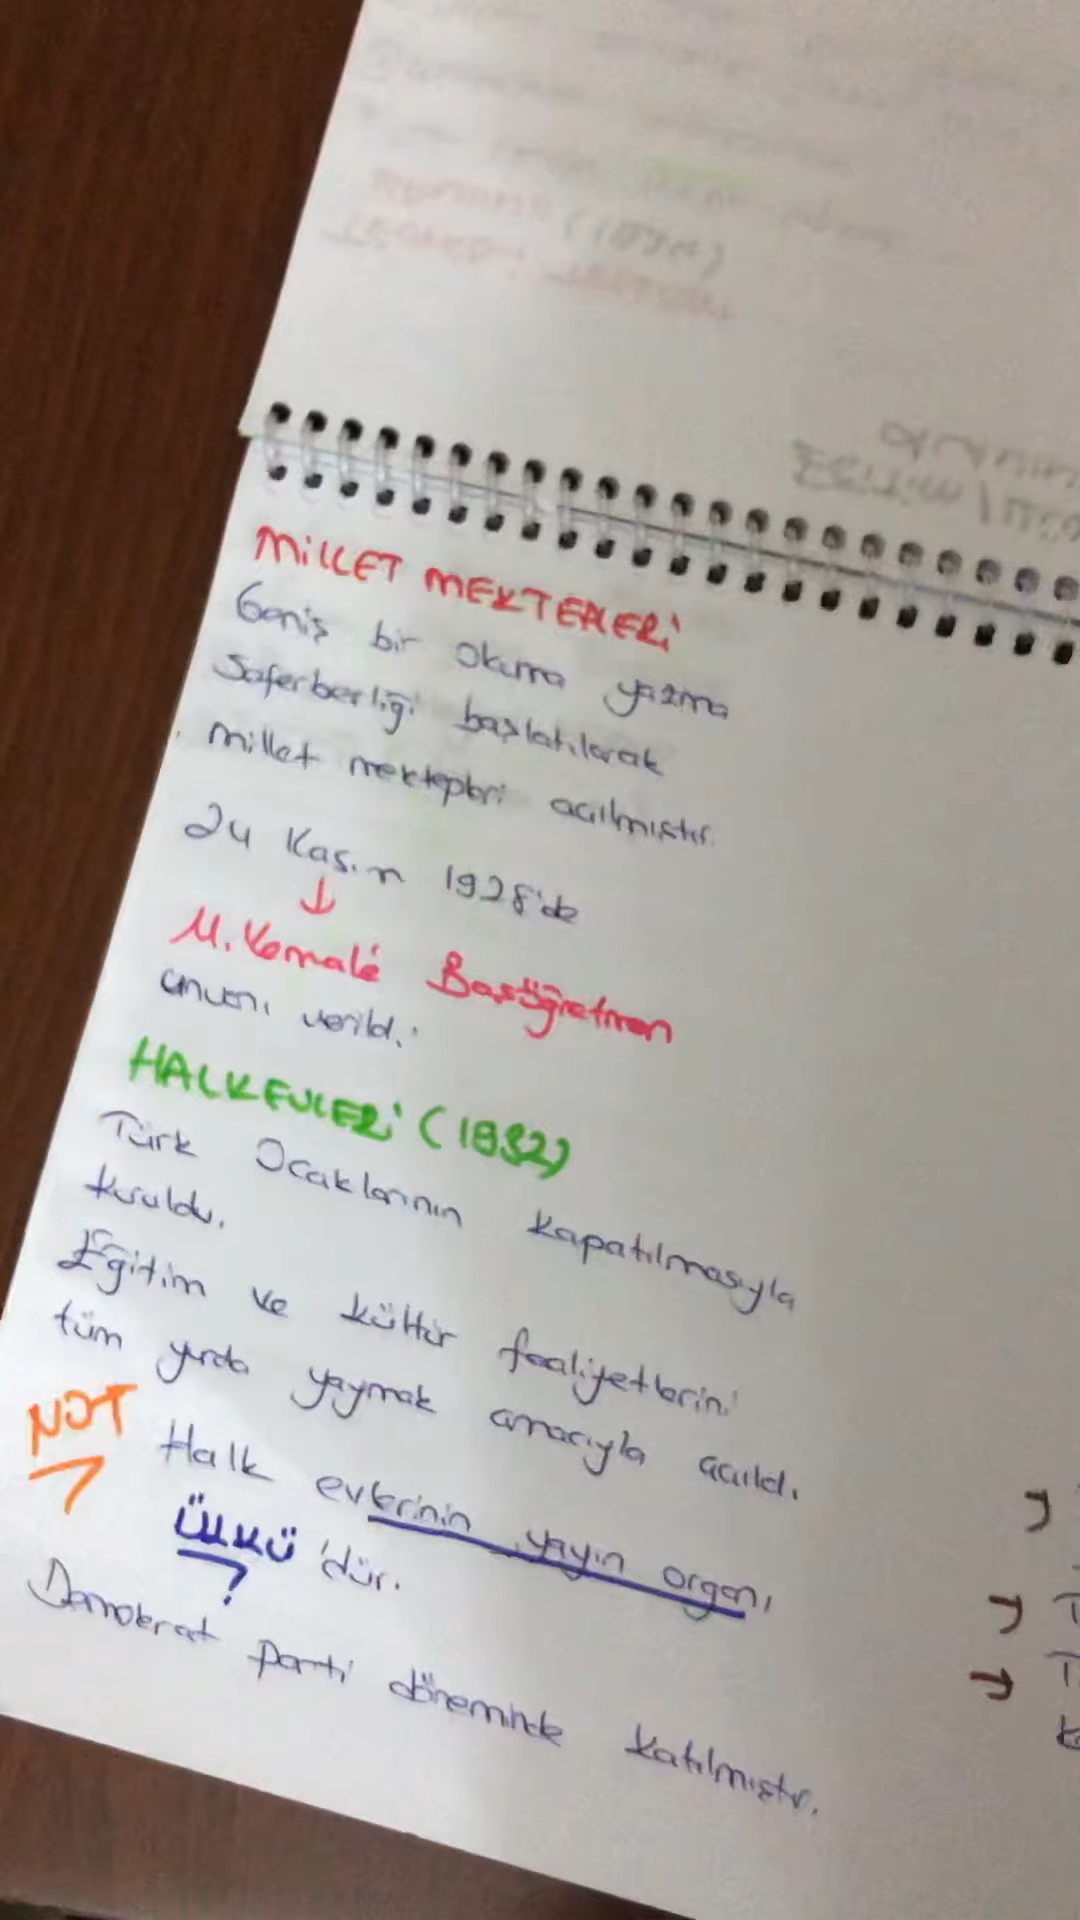 MİLLET MEKTEPLERİ
Geniş bir okuma yazma
Seferberliği başlatılarak
millet mektepleri açılmıştır.
24 Kasım 1928'de
↓
M. Kemal'e Başöğretmen
unvanı verildi.
HALKEVLERİ (1932)
Türk Ocaklarının kapatılmasıyla
kuruldu.
Eğitim ve kültür faaliyetlerini
tüm yurda yaymak amacıyla açıldı.
NOT
Halk evlerinin yayın organı
ÜLKÜ'dür.
Demokrat parti döneminde katılmıştır.